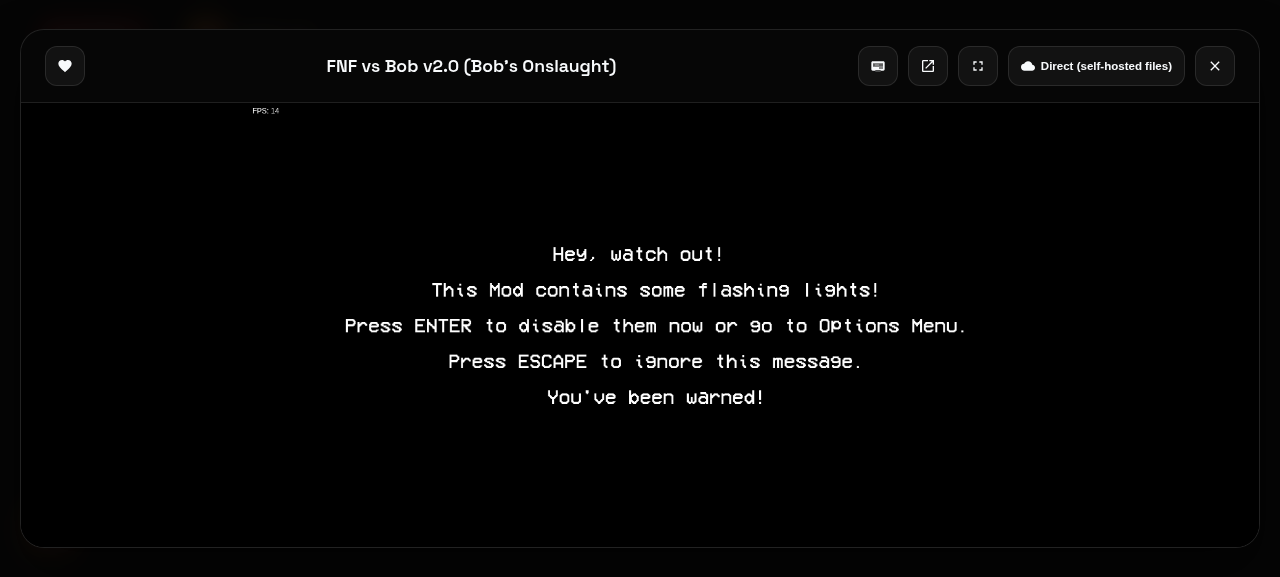 FNF vs Bob v2.0 (Bob's Onslaught)
Direct (self-hosted files)
FPS: 14
Hey, watch out!
This Mod contains some flashing lights!
Press ENTER to disable them now or go to Options Menu.
Press ESCAPE to ignore this message.
You've been warned!